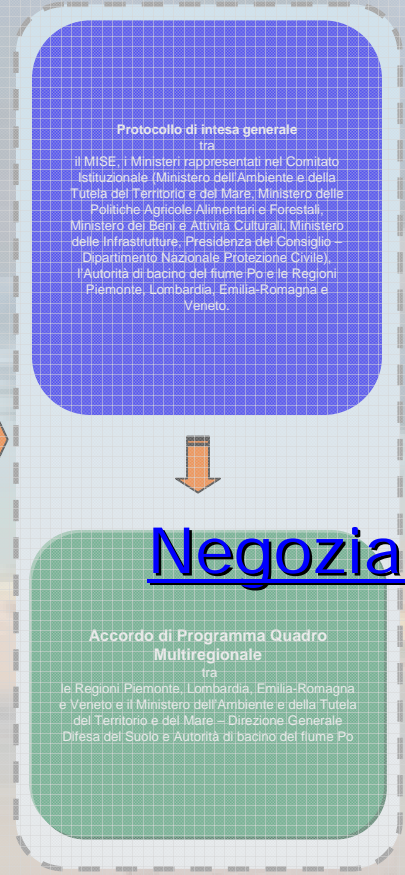 Protocollo di intesa generale
tra
il MISE, i Ministeri rappresentati nel Comitato
Istituzionale (Ministero dell'Ambiente e della
Tutela del Territorio e del Mare, Ministero delle
Politiche Agricole Alimentari e Forestali,
Ministero dei Beni e Attività Culturali, Ministero
delle Infrastrutture, Presidenza del Consiglio –
Dipartimento Nazionale Protezione Civile),
l'Autorità di bacino del fiume Po e le Regioni
Piemonte, Lombardia, Emilia-Romagna e
Veneto.
Negozia
Accordo di Programma Quadro
Multiregionale
tra
le Regioni Piemonte, Lombardia, Emilia-Romagna
e Veneto e il Ministero dell'Ambiente e della Tutela
del Territorio e del Mare – Direzione Generale
Difesa del Suolo e Autorità di bacino del fiume Po